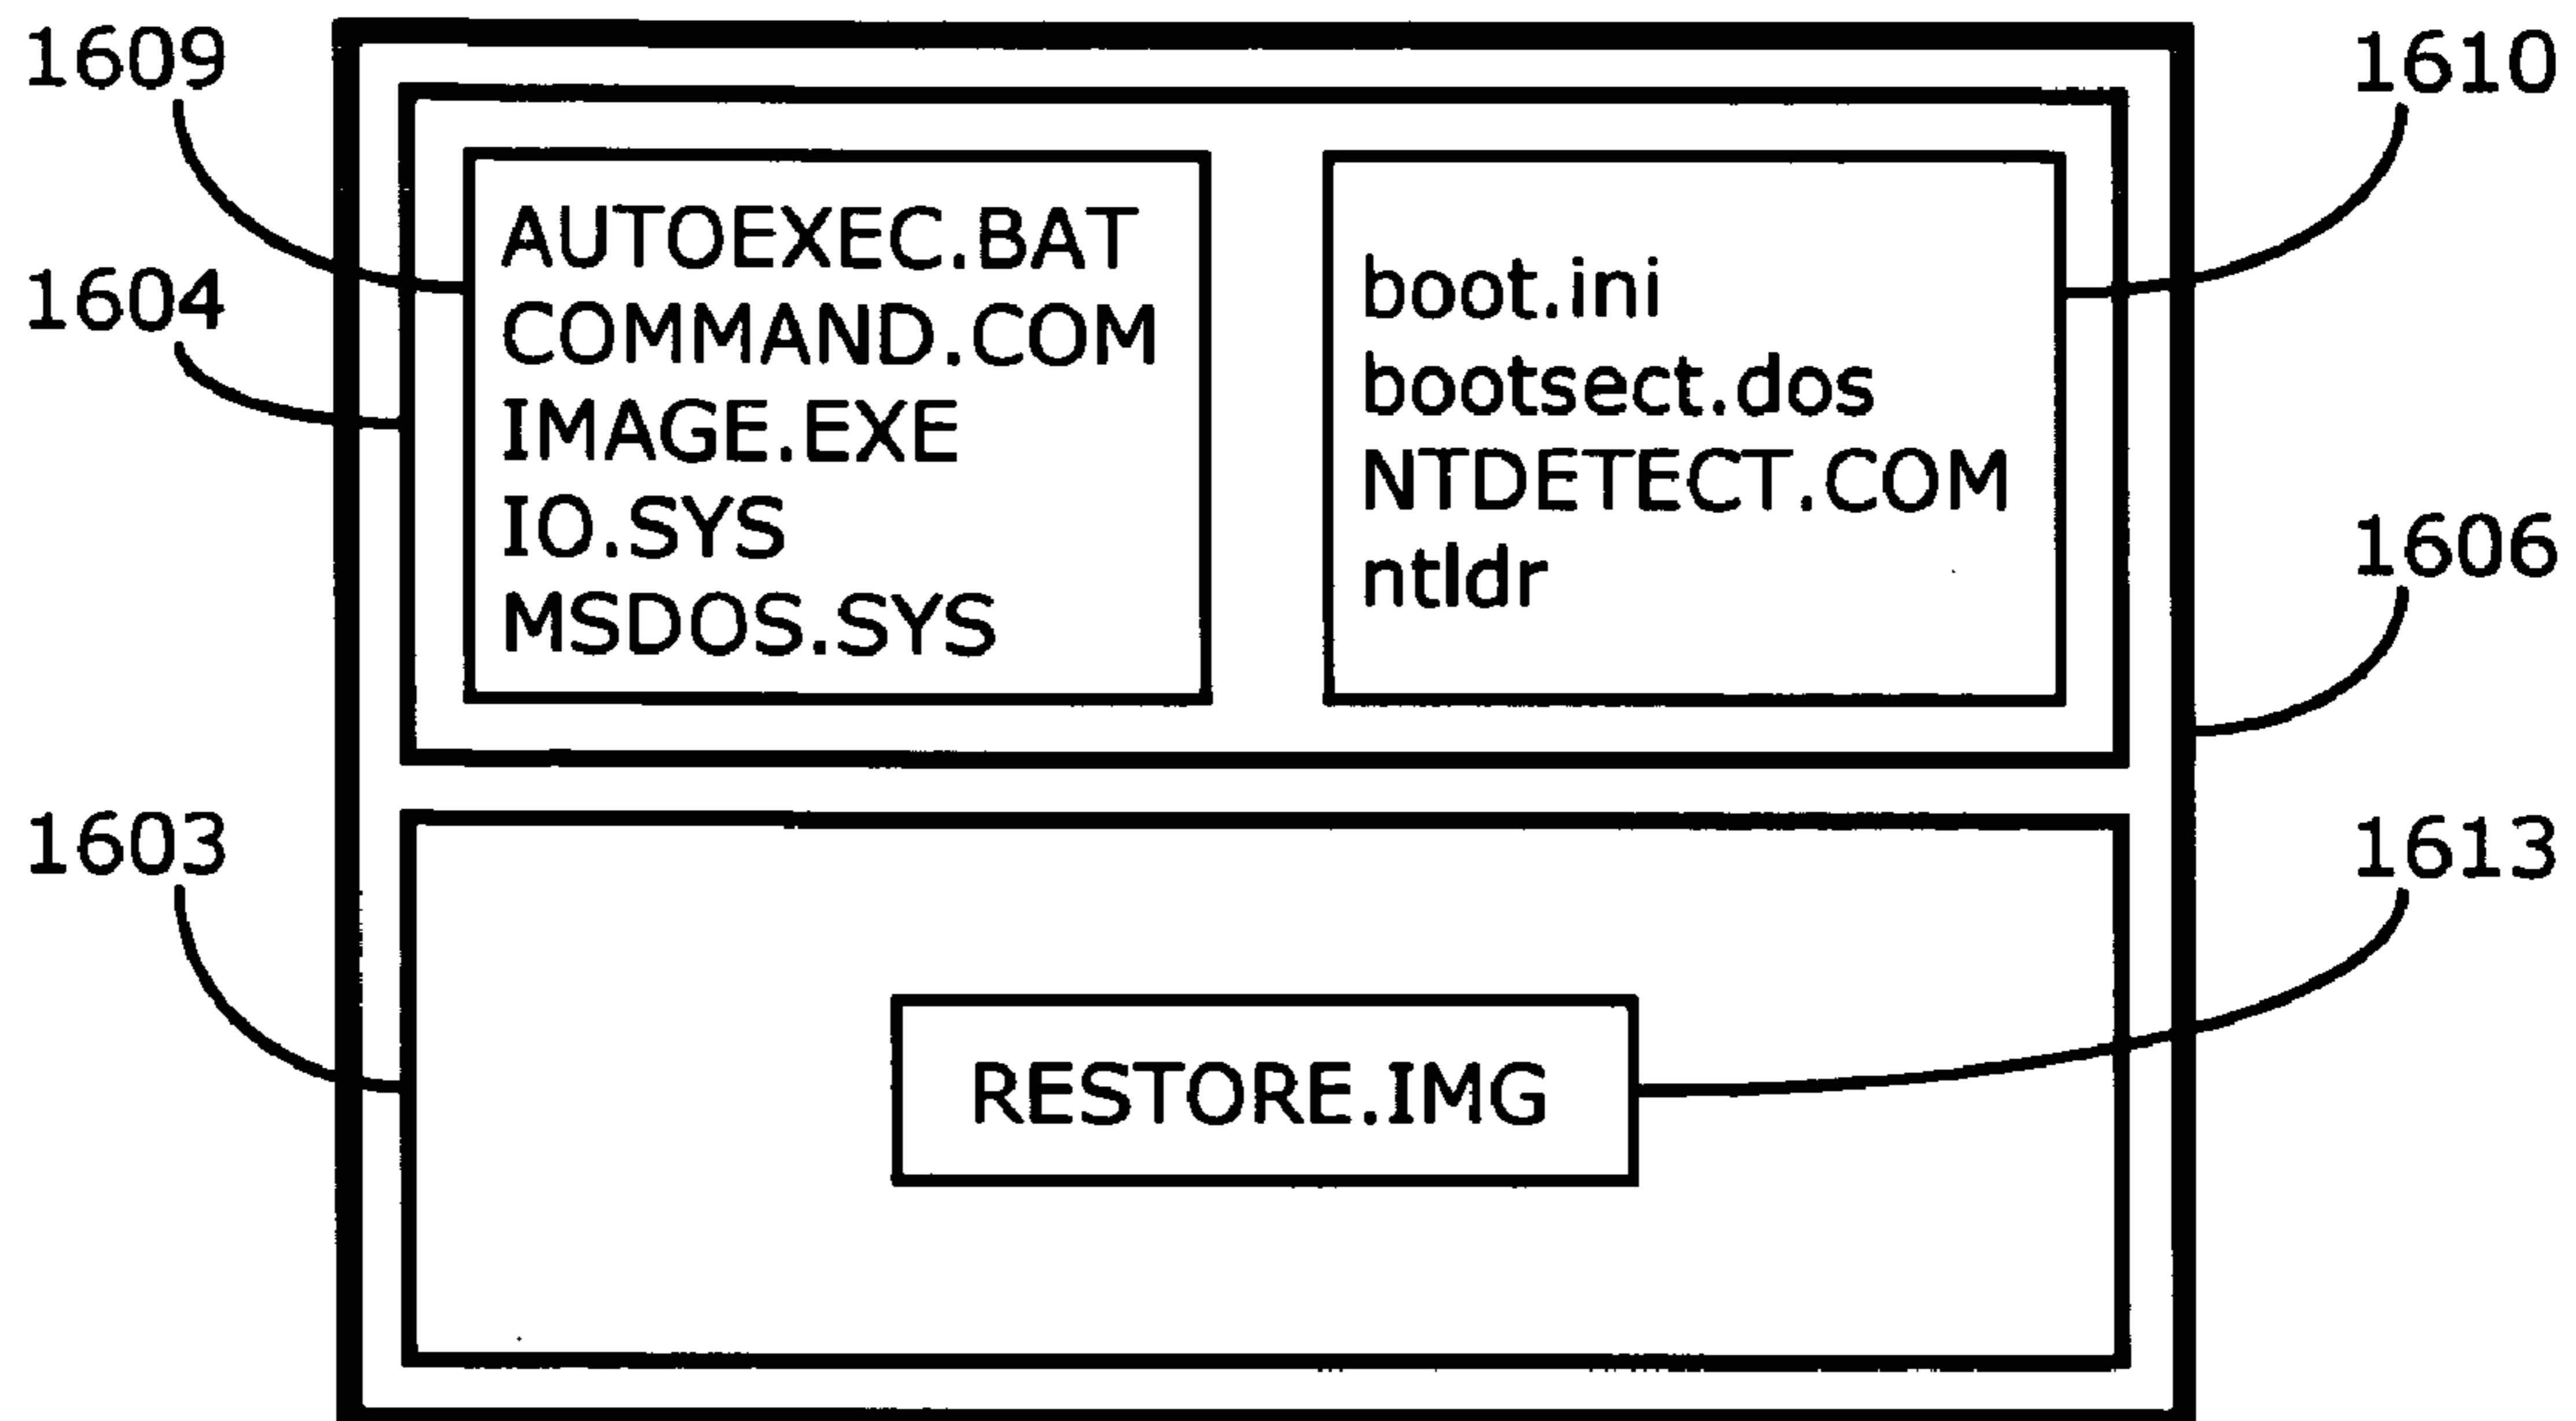 1609
1610
AUTOEXEC.BAT
COMMAND.COM
IMAGE.EXE
IO.SYS
MSDOS.SYS
boot.ini
bootsect.dos
NTDETECT.COM
ntldr
1604
1606
1603
1613
RESTORE.IMG